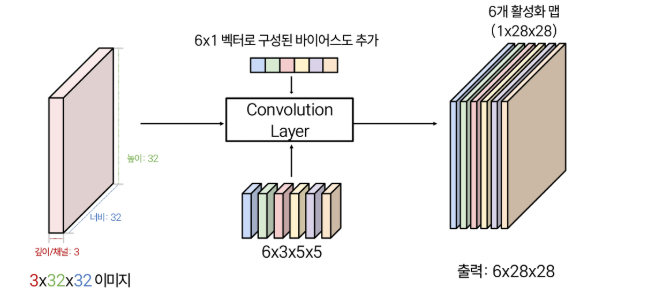 6개 활성화 맵
(1x28x28)
6x1 벡터로 구성된 바이어스도 추가
Convolution
Layer
높이: 32
너비: 32
깊이/채널: 3
3x32x32 이미지
6x3x5x5
출력: 6x28x28